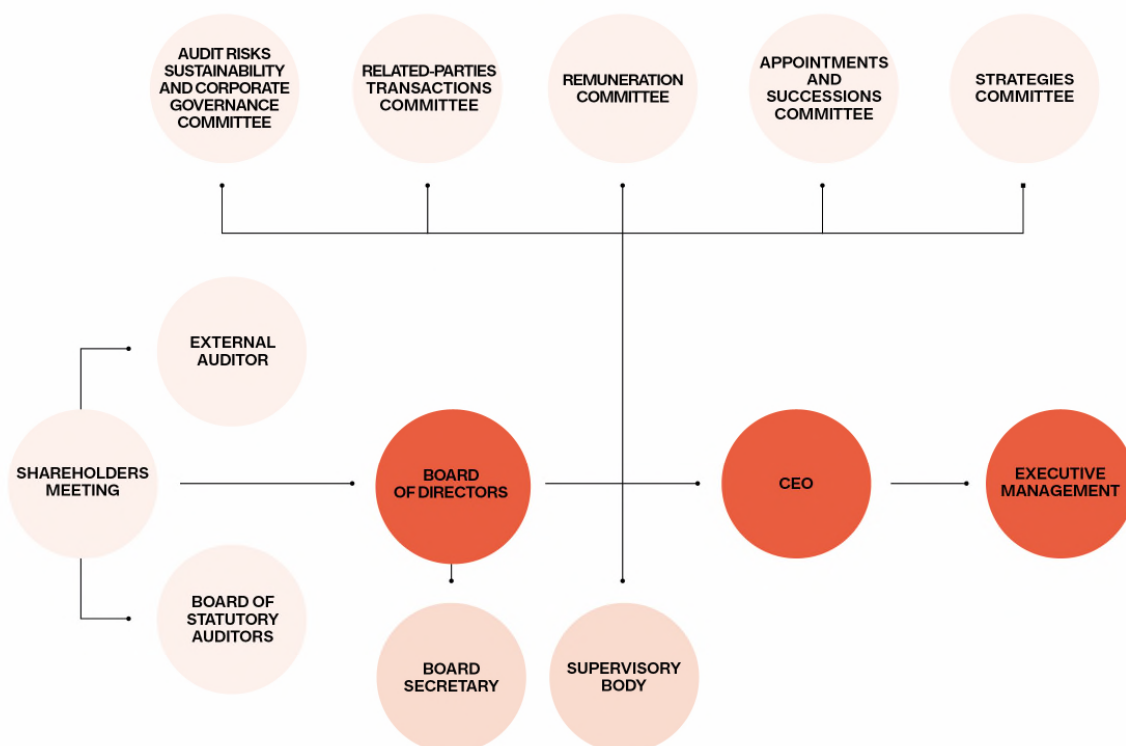 AUDIT RISKS
SUSTAINABILITY
AND CORPORATE
GOVERNANCE
COMMITTEE
RELATED-PARTIES
TRANSACTIONS
COMMITTEE
REMUNERATION
COMMITTEE
APPOINTMENTS
AND
SUCCESSIONS
COMMITTEE
STRATEGIES
COMMITTEE
EXTERNAL
AUDITOR
SHAREHOLDERS
MEETING
BOARD
OF DIRECTORS
CEO
EXECUTIVE
MANAGEMENT
BOARD OF
STATUTORY
AUDITORS
BOARD
SECRETARY
SUPERVISORY
BODY